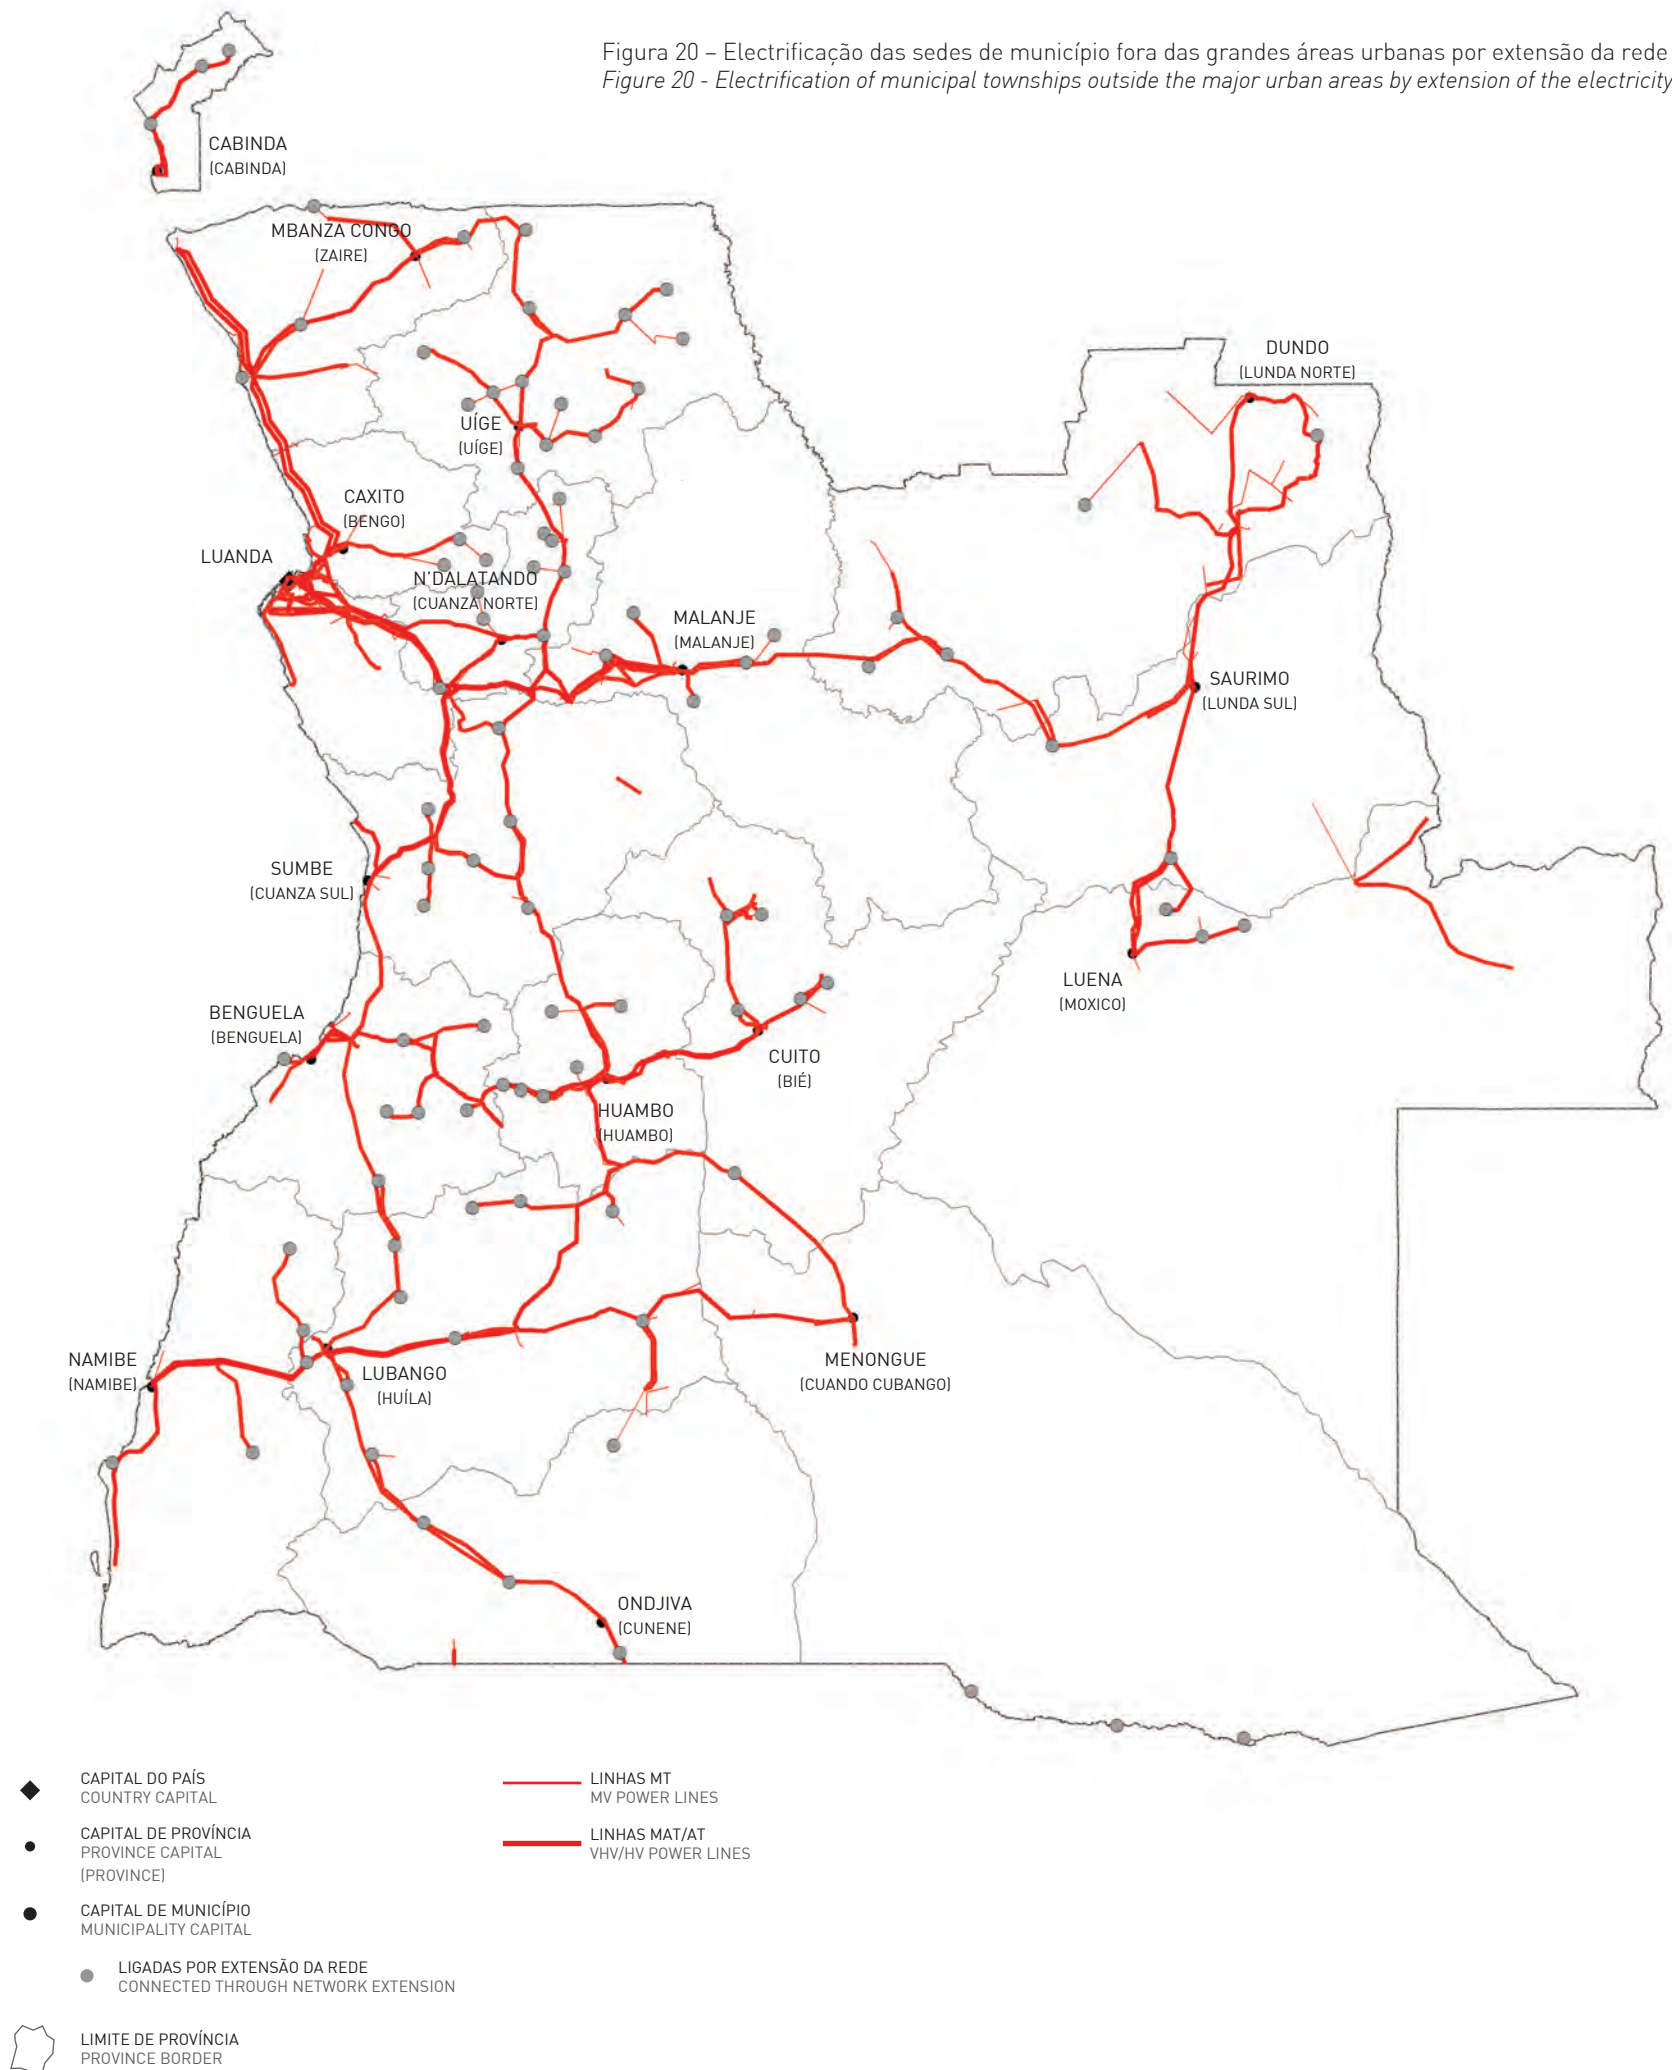 Figura 20 – Electrificação das sedes de município fora das grandes áreas urbanas por extensão da rede
Figure 20 - Electrification of municipal townships outside the major urban areas by extension of the electricity
CABINDA
(CABINDA)
MBANZA CONGO
(ZAIRE)
DUNDO
(LUNDA NORTE)
UÍGE
(UÍGE)
CAXITO
(BENGO)
LUANDA
N'DALATANDO
(CUANZA NORTE)
MALANJE
(MALANJE)
SAURIMO
(LUNDA SUL)
SUMBE
(CUANZA SUL)
LUENA
(MOXICO)
BENGUELA
(BENGUELA)
CUITO
(BIÉ)
HUAMBO
(HUAMBO)
NAMIBE
(NAMIBE)
LUBANGO
(HUÍLA)
MENONGUE
(CUANDO CUBANGO)
ONDJIVA
(CUNENE)
CAPITAL DO PAÍS
COUNTRY CAPITAL
CAPITAL DE PROVÍNCIA
PROVINCE CAPITAL
(PROVINCE)
CAPITAL DE MUNICÍPIO
MUNICIPALITY CAPITAL
LIGADAS POR EXTENSÃO DA REDE
CONNECTED THROUGH NETWORK EXTENSION
LIMITE DE PROVÍNCIA
PROVINCE BORDER
LINHAS MT
MV POWER LINES
LINHAS MAT/AT
VHV/HV POWER LINES